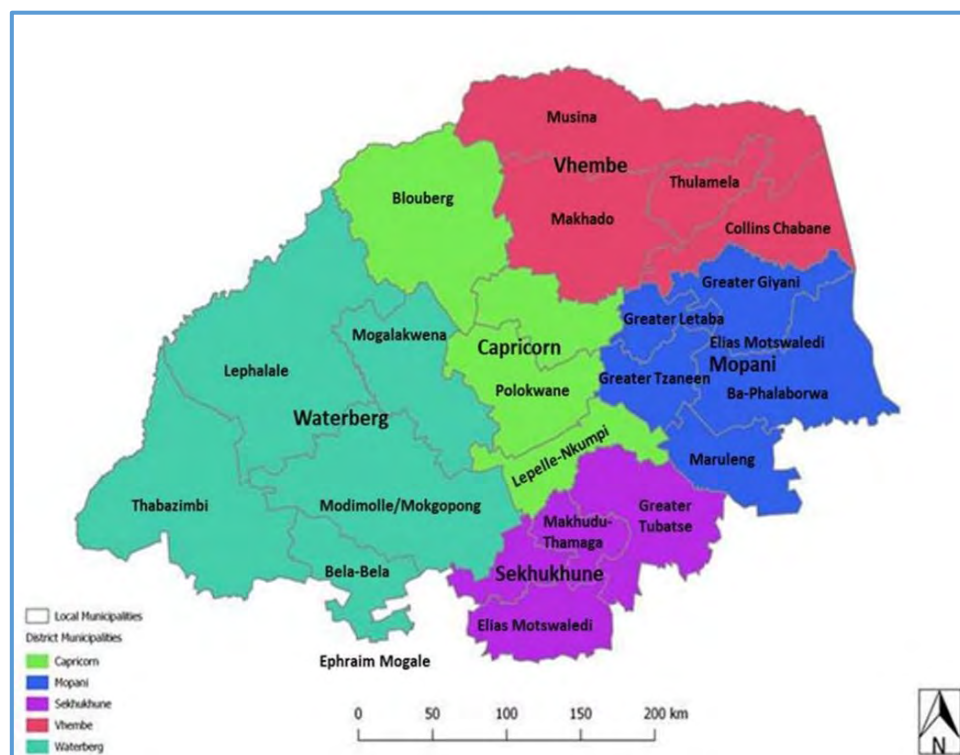 Musina
Vhembe
Thulamela
Blouberg
Makhado
Collins Chabane
Greater Giyani
Greater Letaba
Mogalakwena
Elias Motswaledi
Capricorn
Mopani
Lephalale
Greater Tzaneen
Polokwane
Ba-Phalaborwa
Waterberg
Lepelle-Nkumpi
Maruleng
Thabazimbi
Modimolle/Mokgopong
Greater
Tubatse
Makhudu-
Thamaga
Bela-Bela
Sekhukhune
Elias Motswaledi
Ephraim Mogale
Local Municipalities
District Municipalities
Capricorn
Mopani
Sekhukhune
Vhembe
Waterberg
0 50 100 150 200 km
N